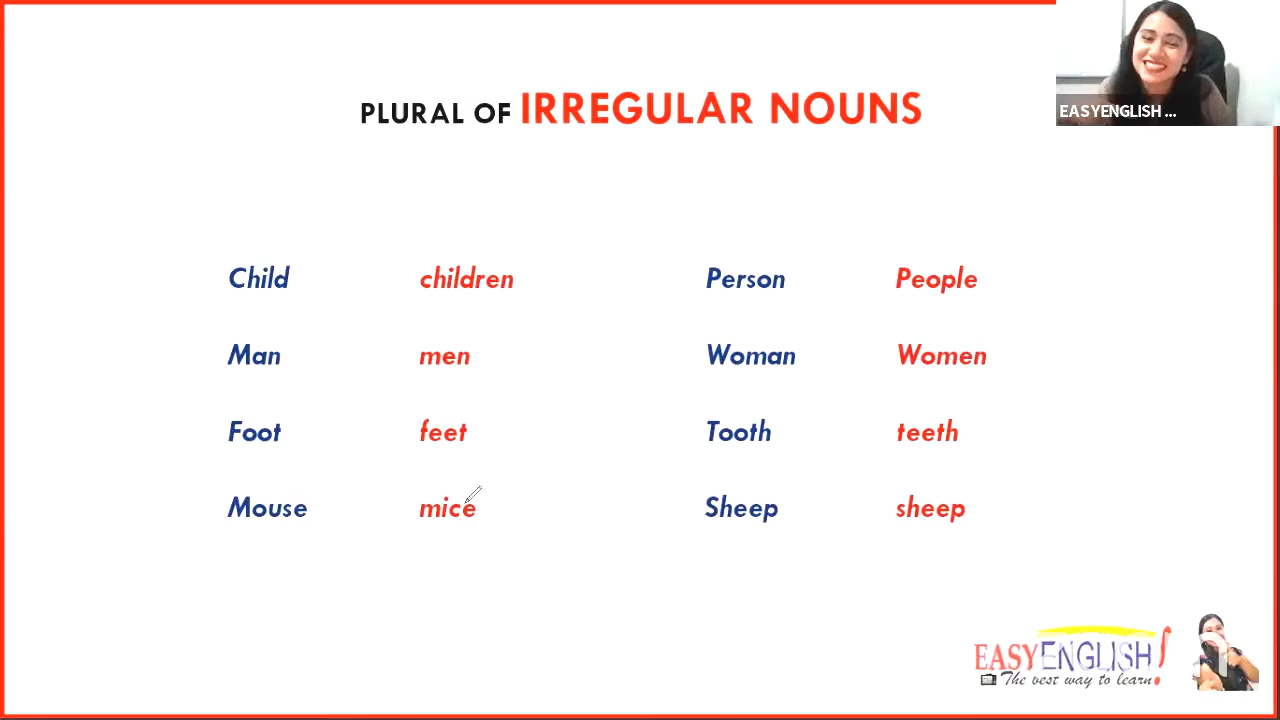 EASYENGLISH ...
PLURAL OF IRREGULAR NOUNS
Child children Person People
Man men Woman Women
Foot feet Tooth teeth
Mouse mice Sheep sheep
EASYENGLISH!
The best way to learn!